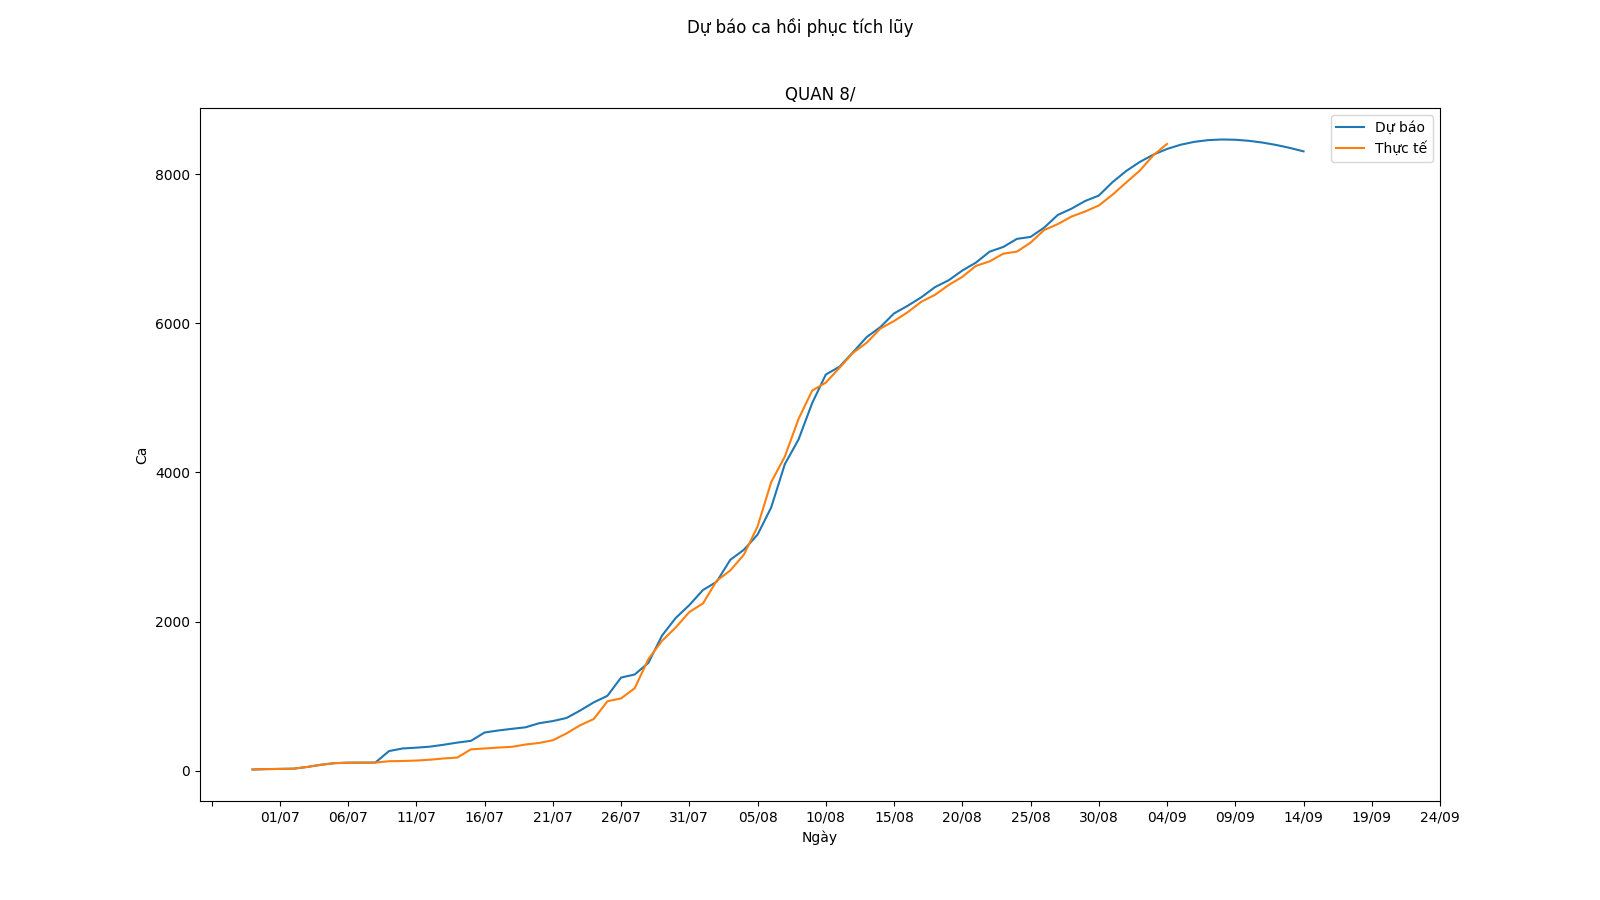 Dự báo ca hồi phục tích lũy
QUAN 8/
Dự báo
Thực tế
8000
6000
4000
2000
0
Ca
01/07 06/07 11/07 16/07 21/07 26/07 31/07 05/08 10/08 15/08 20/08 25/08 30/08 04/09 09/09 14/09 19/09 24/09
Ngày